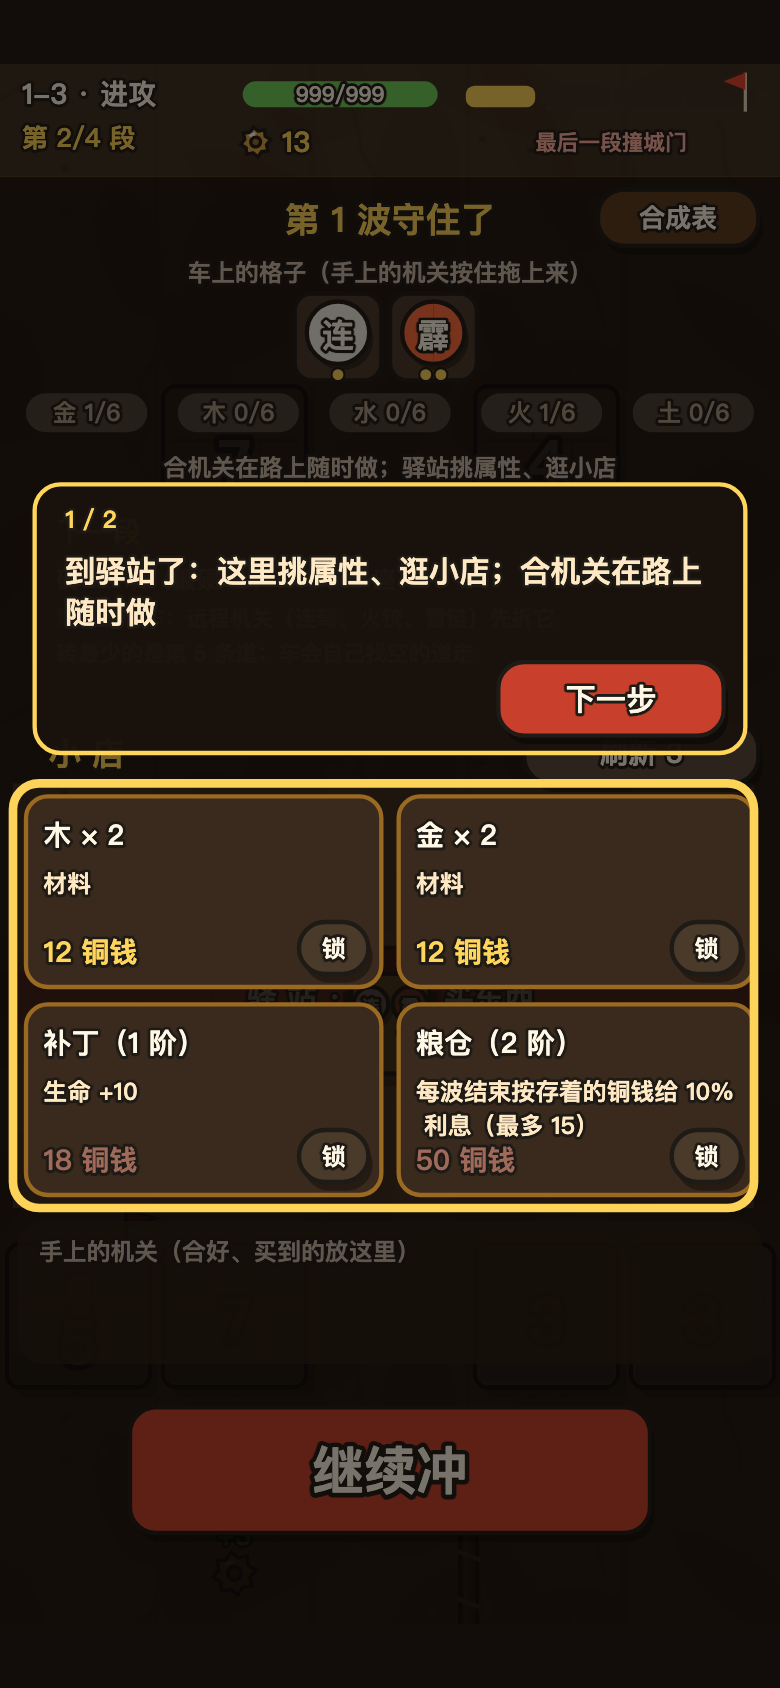 1–3 · 进攻
999/999
第 2/4 段
13
最后一段撞城门
第 1 波守住了
合成表
车上的格子（手上的机关按住拖上来）
连
霹
金 1/6
木 0/6
水 0/6
火 1/6
土 0/6
合机关在路上随时做；驿站挑属性、逛小店
1 / 2
到驿站了：这里挑属性、逛小店；合机关在路上
随时做
下一步
小 店
刷新 5
木 × 2
材料
12 铜钱
锁
金 × 2
材料
12 铜钱
锁
补丁（1 阶）
生命 +10
18 铜钱
锁
粮仓（2 阶）
每波结束按存着的铜钱给 10%
利息（最多 15）
50 铜钱
锁
手上的机关（合好、买到的放这里）
继续冲